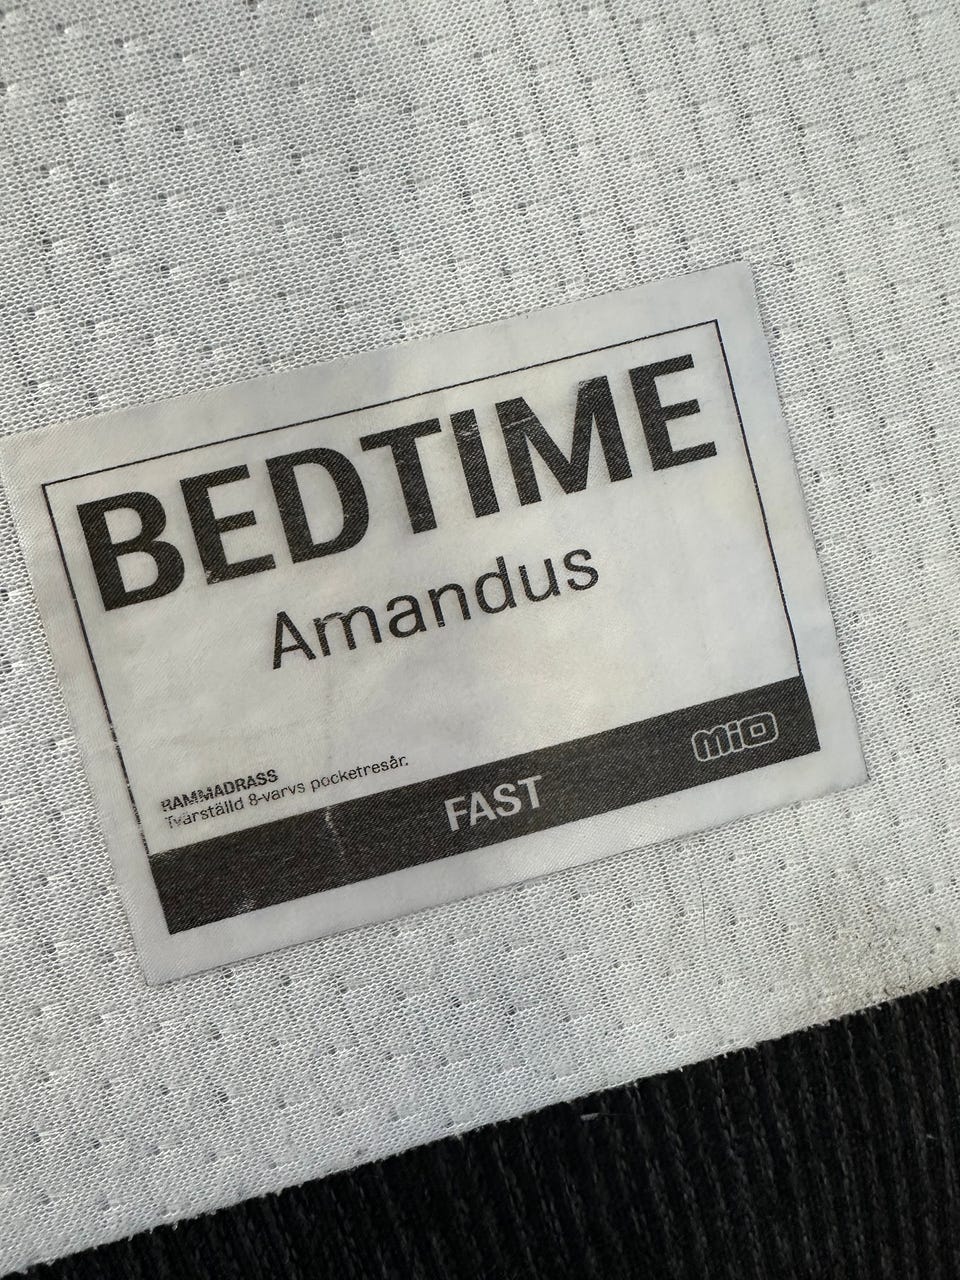 BEDTIME
Amandus
RAMMADRASS
Tvärställd 8-varvs pocketresår.
FAST
MIO